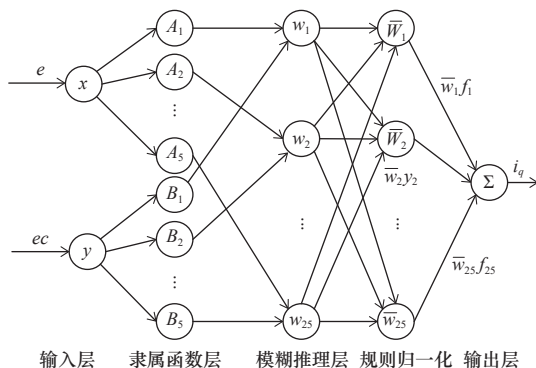 e
x
ec
y
A₁
A₂
⋮
A₅
B₁
B₂
⋮
B₅
w₁
w₂
⋮
w₂₅
W̅₁
W̅₂
⋮
w̅₂₅
w̅₁f₁
w̅₂y₂
w̅₂₅f₂₅
Σ
i_q
输入层 隶属函数层 模糊推理层 规则归一化 输出层